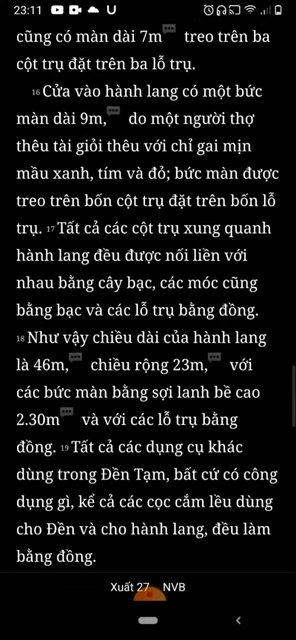 23:11
cũng có màn dài 7m treo trên ba
cột trụ đặt trên ba lỗ trụ.
16 Cửa vào hành lang có một bức
màn dài 9m, do một người thợ
thêu tài giỏi thêu với chỉ gai mịn
mầu xanh, tím và đỏ; bức màn được
treo trên bốn cột trụ đặt trên bốn lỗ
trụ. 17 Tất cả các cột trụ xung quanh
hành lang đều được nối liền với
nhau bằng cây bạc, các móc cũng
bằng bạc và các lỗ trụ bằng đồng.
18 Như vậy chiều dài của hành lang
là 46m, chiều rộng 23m, với
các bức màn bằng sợi lanh bề cao
2.30m và với các lỗ trụ bằng
đồng. 19 Tất cả các dụng cụ khác
dùng trong Đền Tạm, bất cứ có công
dụng gì, kể cả các cọc cắm lều dùng
cho Đền và cho hành lang, đều làm
bằng đồng.
Xuất 27 NVB